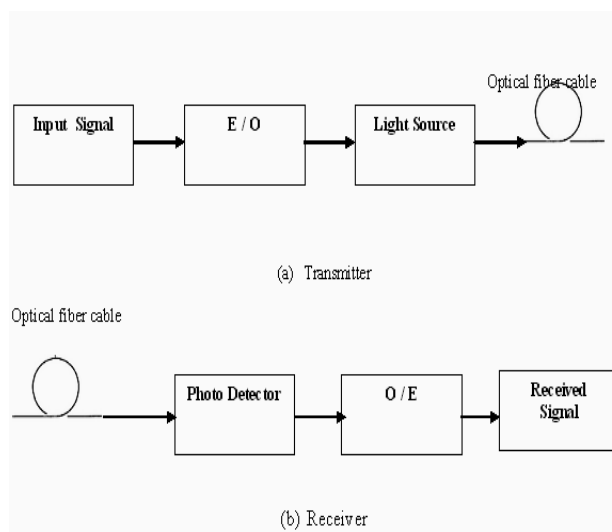 Optical fiber cable
Input Signal
E / O
Light Source
(a) Transmitter
Optical fiber cable
Photo Detector
O / E
Received
Signal
(b) Receiver